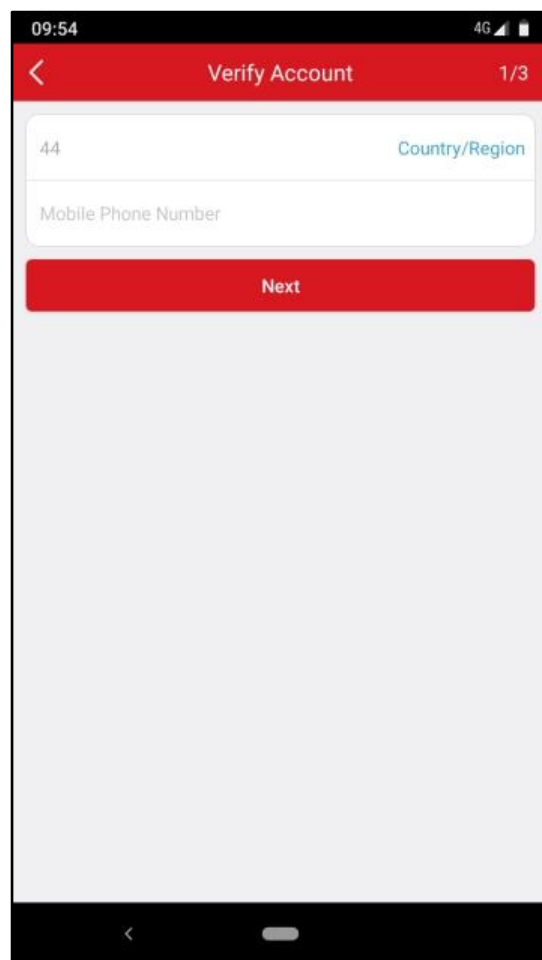 09:54 4G
Verify Account 1/3
44 Country/Region
Mobile Phone Number
Next